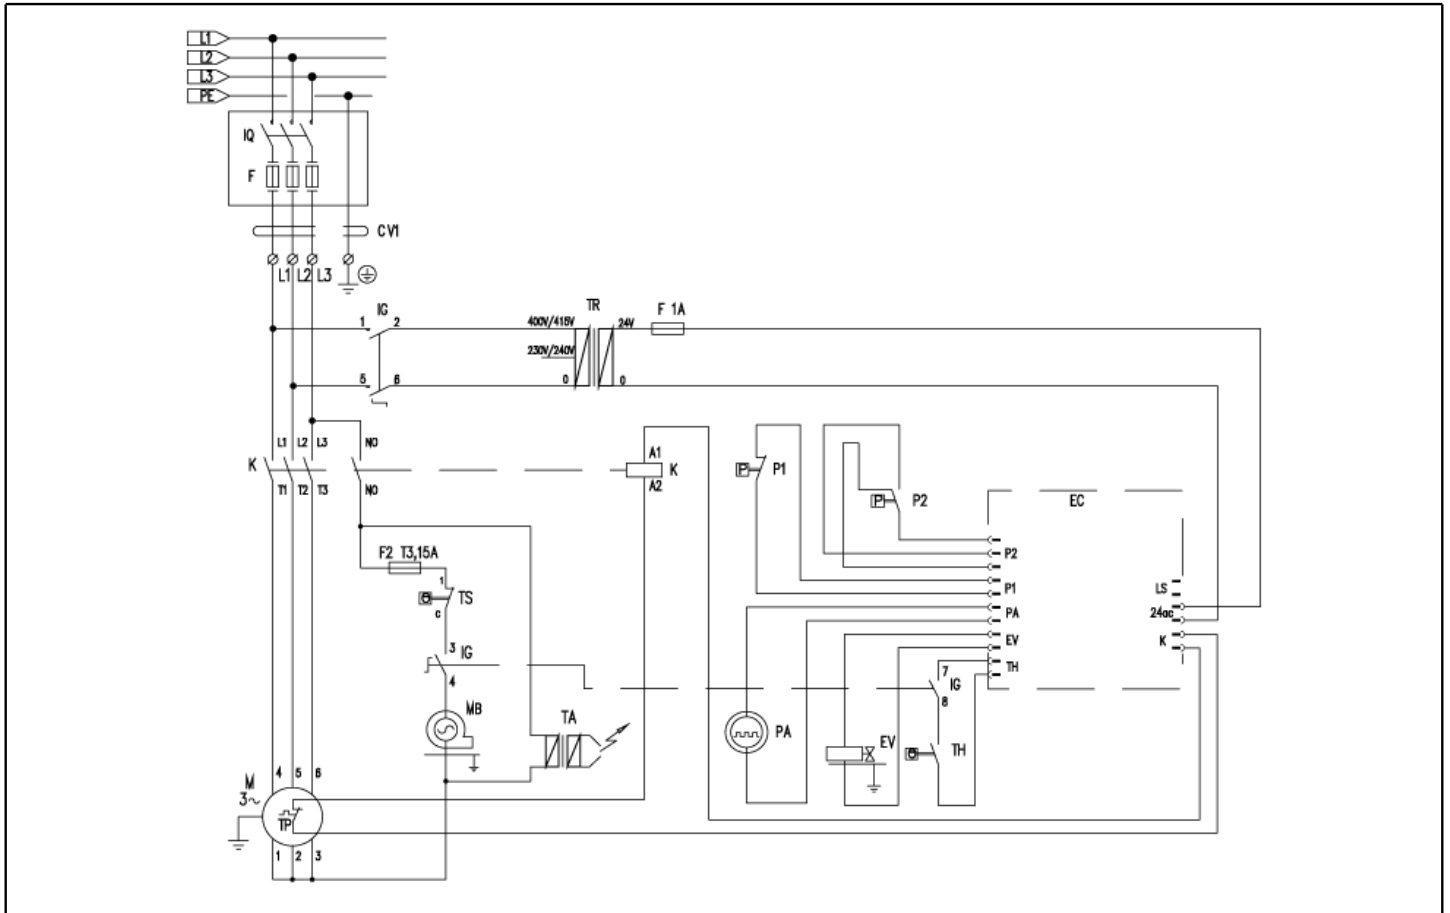 L1
L2
L3
PE
IQ
F
CV1
L1 L2 L3
IG
1 2
400V/415V
230V/240V
0
TR
24V
0
F 1A
5 6
L1 L2 L3 NO
K
T1 T2 T3 NO
A1
K
A2
P P1
P P2
EC
P2
P1
PA
EV
TH
LS
24ac
K
F2 T3,15A
1
TS
c
3 IG
4
MB
TA
PA
EV
7
IG
8
TH
4 5 6
M
3~
TP
1 2 3